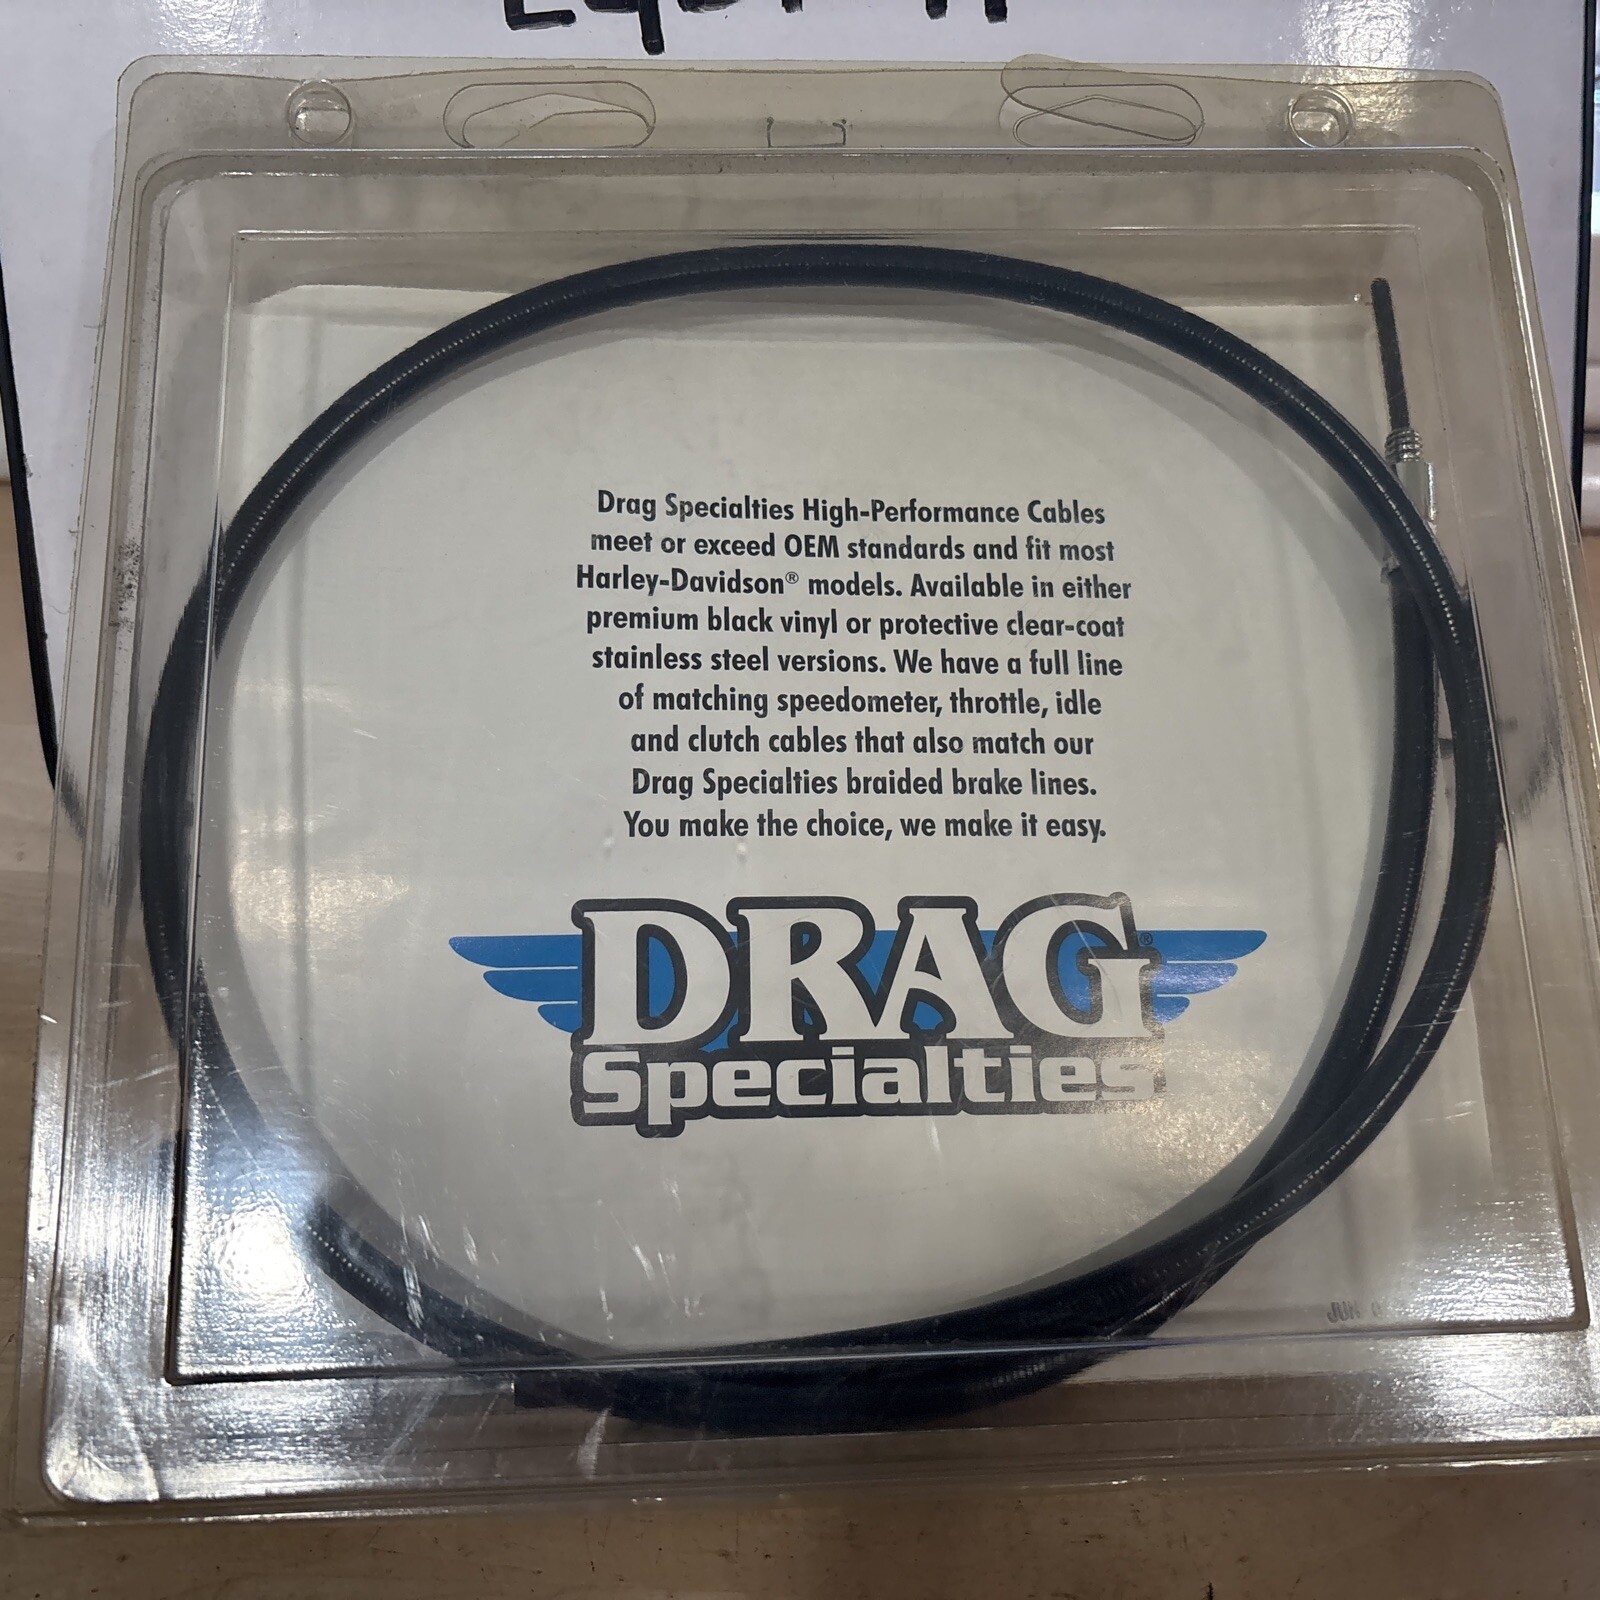 Drag Specialties High-Performance Cables
meet or exceed OEM standards and fit most
Harley-Davidson® models. Available in either
premium black vinyl or protective clear-coat
stainless steel versions. We have a full line
of matching speedometer, throttle, idle
and clutch cables that also match our
Drag Specialties braided brake lines.
You make the choice, we make it easy.
DRAG®
Specialties
JUN